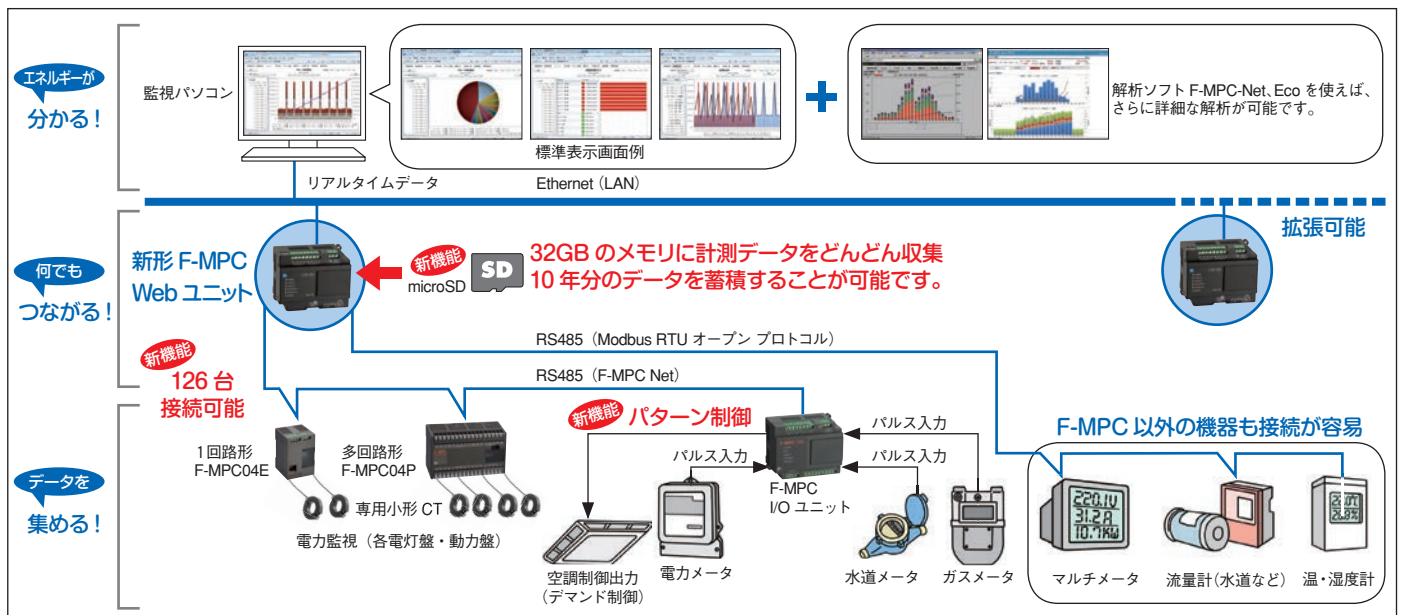 エネルギーが
分かる！
監視パソコン
標準表示画面例
解析ソフト F-MPC-Net、Eco を使えば、
さらに詳細な解析が可能です。
リアルタイムデータ
Ethernet（LAN）
拡張可能
何でも
つながる！
新形 F-MPC
Web ユニット
新機能
microSD
SD
32GB のメモリに計測データをどんどん収集
10 年分のデータを蓄積することが可能です。
RS485（Modbus RTU オープン プロトコル）
RS485（F-MPC Net）
新機能
126 台
接続可能
データを
集める！
1回路形
F-MPC04E
多回路形
F-MPC04P
専用小形 CT
電力監視（各電灯盤・動力盤）
新機能
パターン制御
パルス入力
パルス入力
パルス入力
F-MPC
I/O ユニット
空調制御出力
（デマンド制御）
電力メータ
水道メータ
ガスメータ
F-MPC 以外の機器も接続が容易
220.1V
31.2A
10.7KW
マルチメータ
流量計（水道など）
温・湿度計